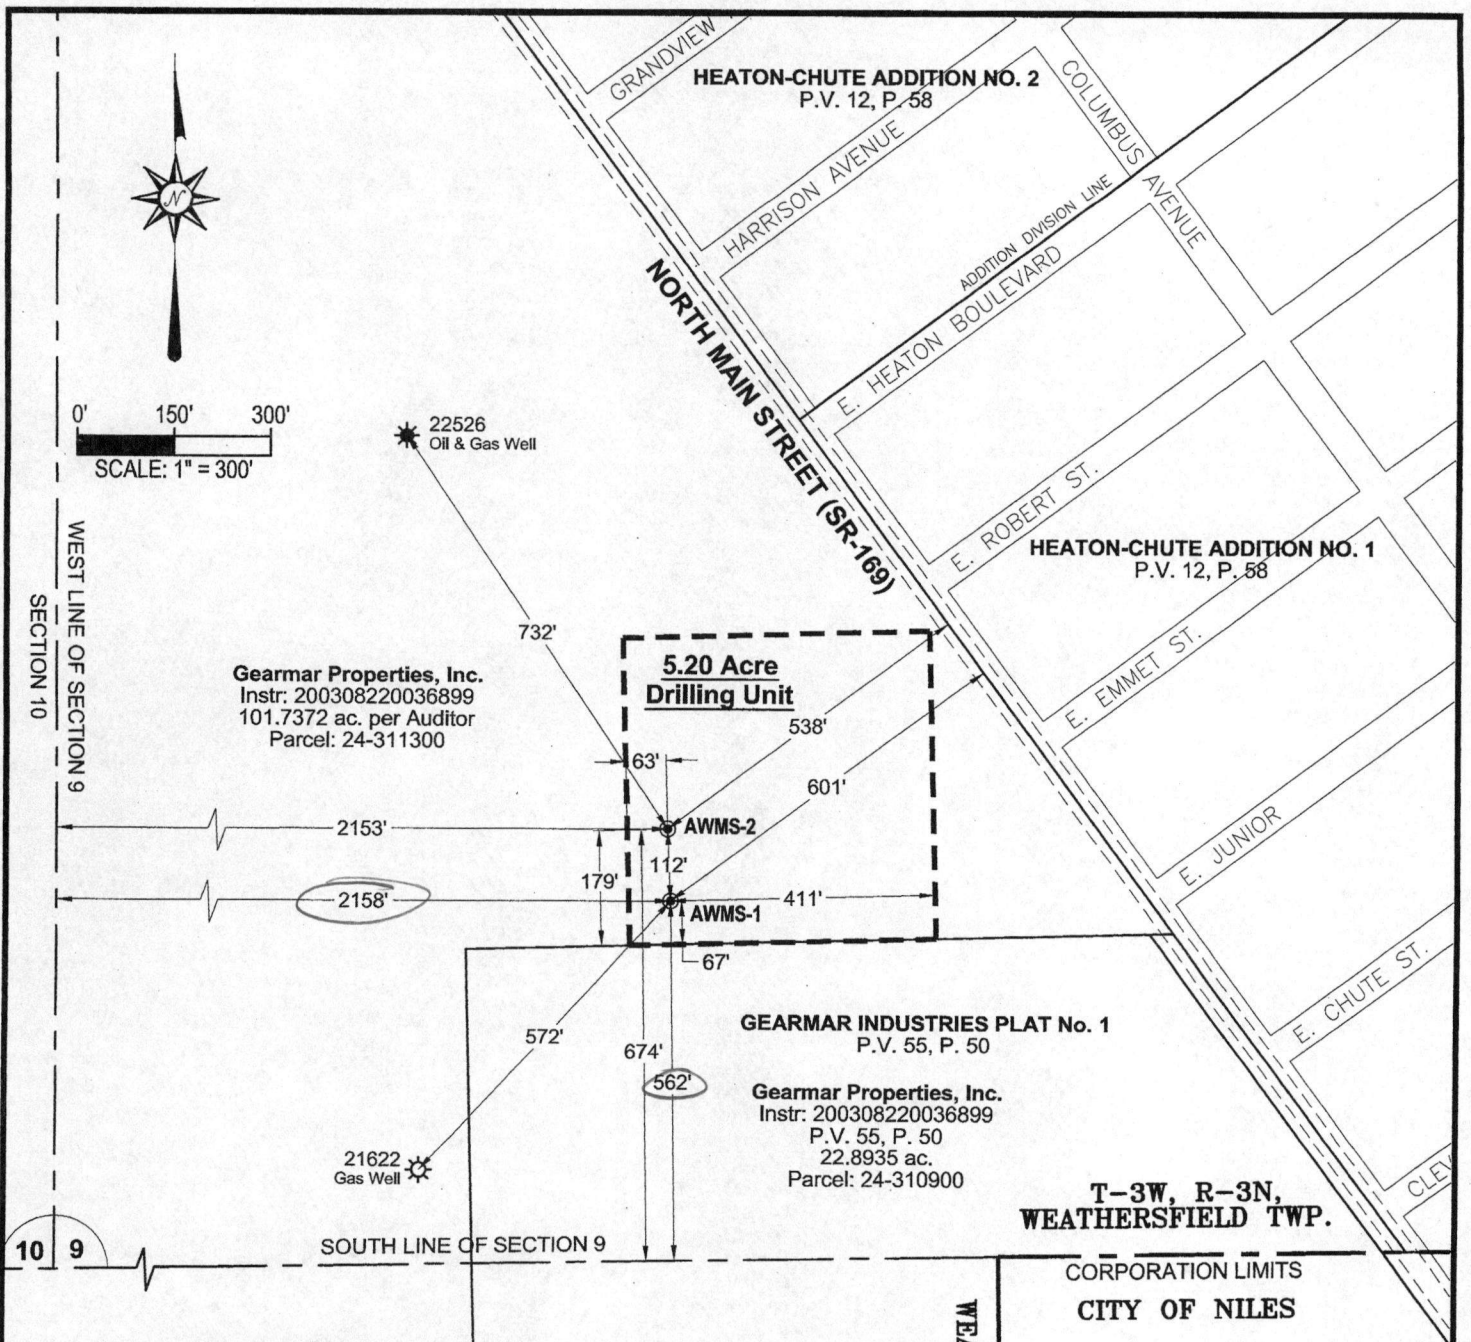 GRANDVIEW
HEATON-CHUTE ADDITION NO. 2
P.V. 12, P. 58
COLUMBUS AVENUE
HARRISON AVENUE
ADDITION DIVISION LINE
E. HEATON BOULEVARD
N
NORTH MAIN STREET (SR-169)
0' 150' 300'
SCALE: 1" = 300'
22526
Oil & Gas Well
E. ROBERT ST.
HEATON-CHUTE ADDITION NO. 1
P.V. 12, P. 58
WEST LINE OF SECTION 9
SECTION 10
732'
E. EMMET ST.
5.20 Acre
Drilling Unit
Gearmar Properties, Inc.
Instr: 200308220036899
101.7372 ac. per Auditor
Parcel: 24-311300
538'
63'
601'
2153'
AWMS-2
E. JUNIOR
112'
179'
2158'
411'
AWMS-1
67'
E. CHUTE ST.
GEARMAR INDUSTRIES PLAT No. 1
P.V. 55, P. 50
572'
674'
562'
Gearmar Properties, Inc.
Instr: 200308220036899
P.V. 55, P. 50
22.8935 ac.
Parcel: 24-310900
21622
Gas Well
CLEV
T-3W, R-3N,
WEATHERSFIELD TWP.
10 9
SOUTH LINE OF SECTION 9
CORPORATION LIMITS
CITY OF NILES
WEA